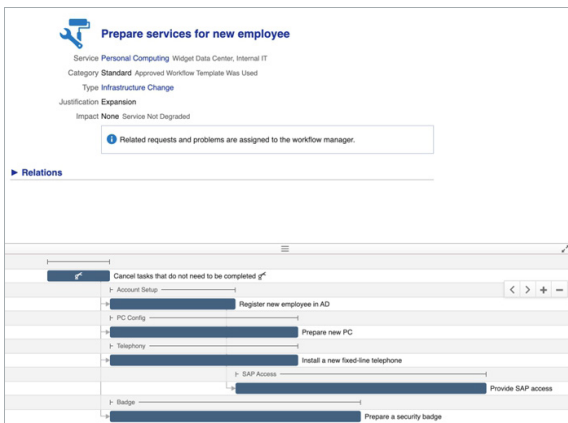 Prepare services for new employee
Service Personal Computing Widget Data Center, Internal IT
Category Standard Approved Workflow Template Was Used
Type Infrastructure Change
Justification Expansion
Impact None Service Not Degraded
Related requests and problems are assigned to the workflow manager.
Relations
Cancel tasks that do not need to be completed
Account Setup
Register new employee in AD
PC Config
Prepare new PC
Telephony
Install a new fixed-line telephone
SAP Access
Provide SAP access
Badge
Prepare a security badge